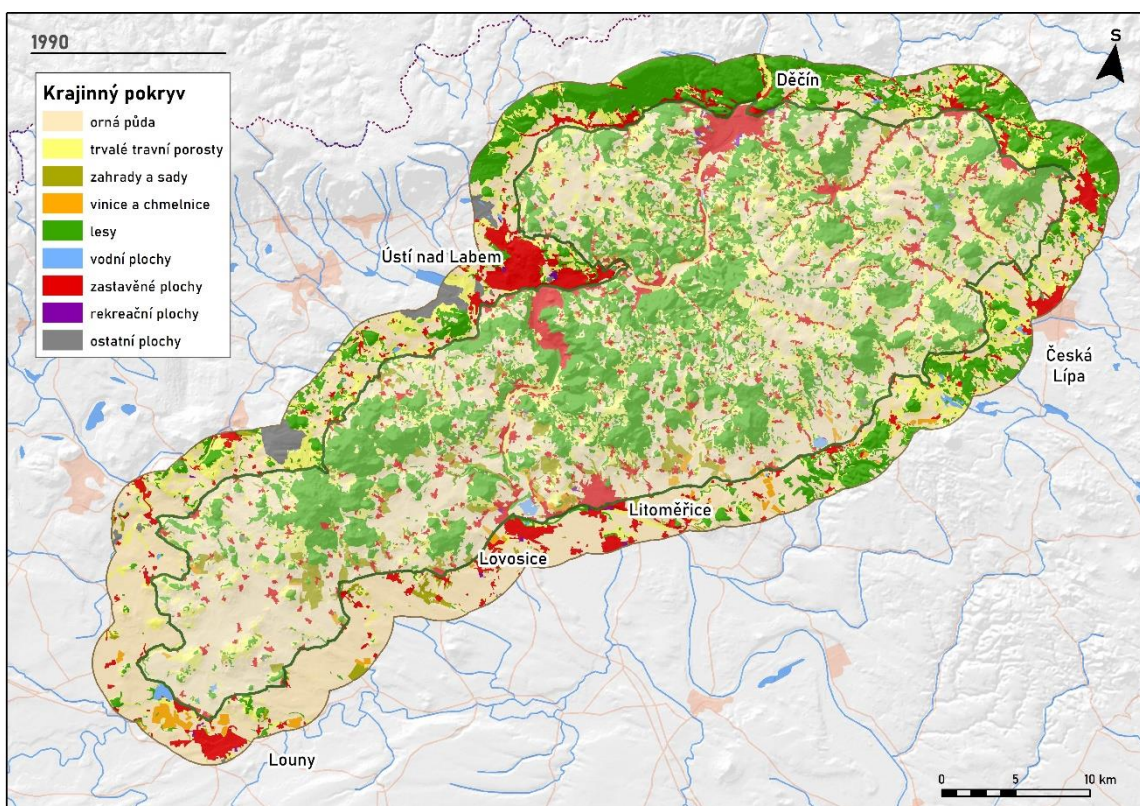 1990
S
Krajinný pokryv
orná půda
trvalé travní porosty
zahrady a sady
vinice a chmelnice
lesy
vodní plochy
zastavěné plochy
rekreační plochy
ostatní plochy
Děčín
Ústí nad Labem
Česká
Lípa
Litoměřice
Lovosice
Louny
0 5 10 km